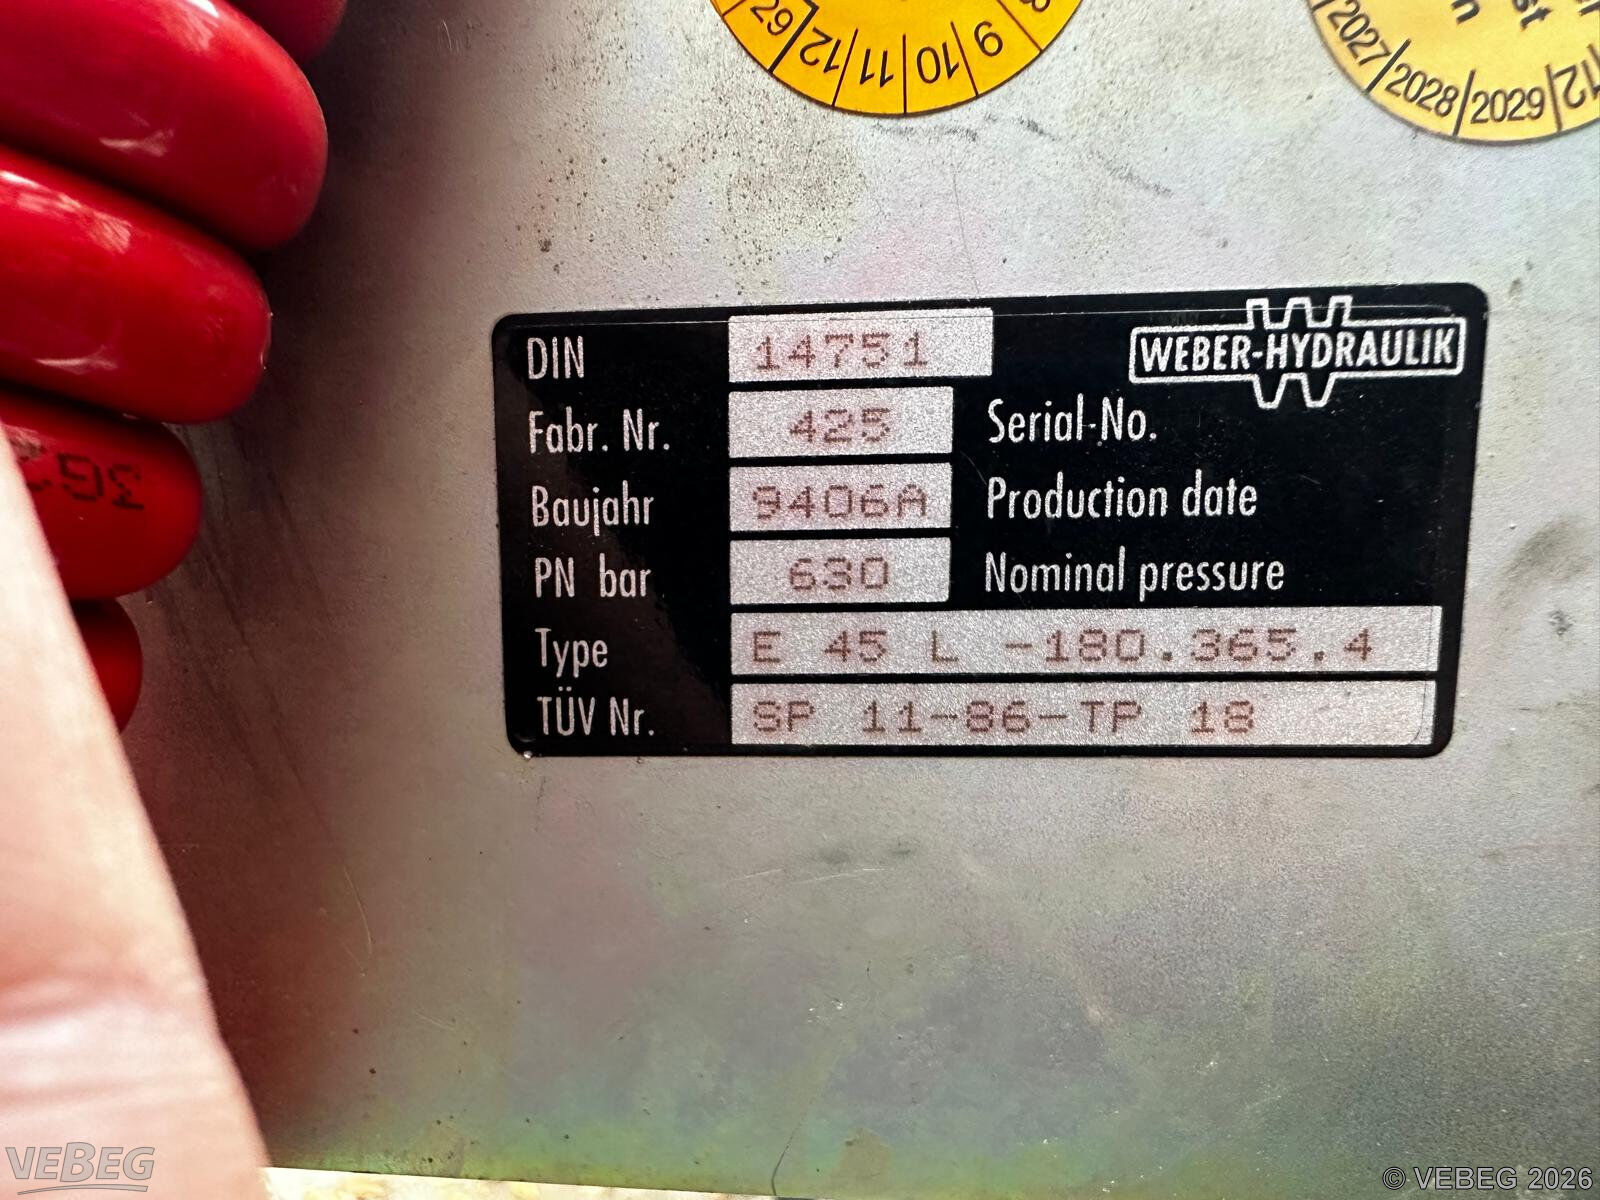 29 12 11 10 9 8
2027 2028 2029 12
st
n
WEBER-HYDRAULIK
DIN 14751
Fabr. Nr. 425 Serial-No.
Baujahr 9406A Production date
PN bar 630 Nominal pressure
Type E 45 L -180.365.4
TÜV Nr. SP 11-86-TP 18
VEBEG
© VEBEG 2026